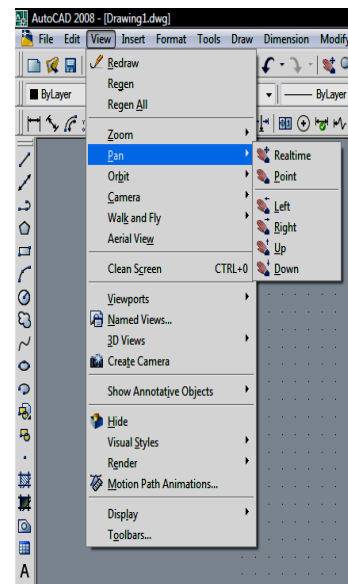 AutoCAD 2008 - [Drawing1.dwg]
File Edit View Insert Format Tools Draw Dimension Modify
ByLayer ByLayer
Redraw
Regen
Regen All
Zoom
Pan
Orbit
Camera
Walk and Fly
Aerial View
Clean Screen CTRL+0
Viewports
Named Views...
3D Views
Create Camera
Show Annotative Objects
Hide
Visual Styles
Render
Motion Path Animations...
Display
Toolbars...
Realtime
Point
Left
Right
Up
Down
A